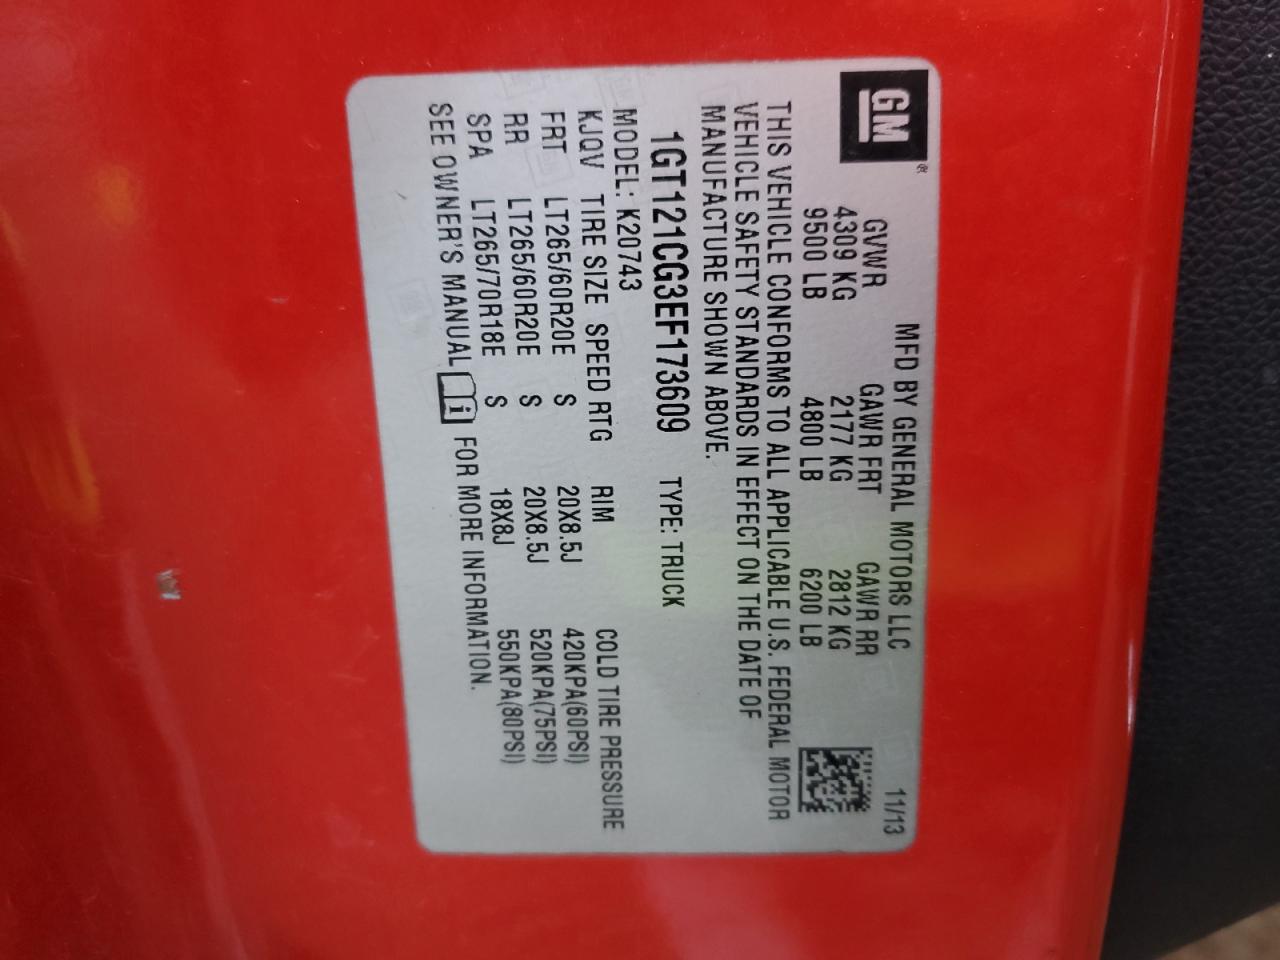 GM®
MFD BY GENERAL MOTORS LLC 11/13
GVWR GAWR FRT GAWR RR
4309 KG 2177 KG 2812 KG
9500 LB 4800 LB 6200 LB
THIS VEHICLE CONFORMS TO ALL APPLICABLE U.S. FEDERAL MOTOR
VEHICLE SAFETY STANDARDS IN EFFECT ON THE DATE OF
MANUFACTURE SHOWN ABOVE.
1GT121CG3EF173609 TYPE: TRUCK
MODEL: K20743
KJQV TIRE SIZE SPEED RTG RIM COLD TIRE PRESSURE
FRT LT265/60R20E S 20X8.5J 420KPA(60PSI)
RR LT265/60R20E S 20X8.5J 520KPA(75PSI)
SPA LT265/70R18E S 18X8J 550KPA(80PSI)
SEE OWNER'S MANUAL i FOR MORE INFORMATION.